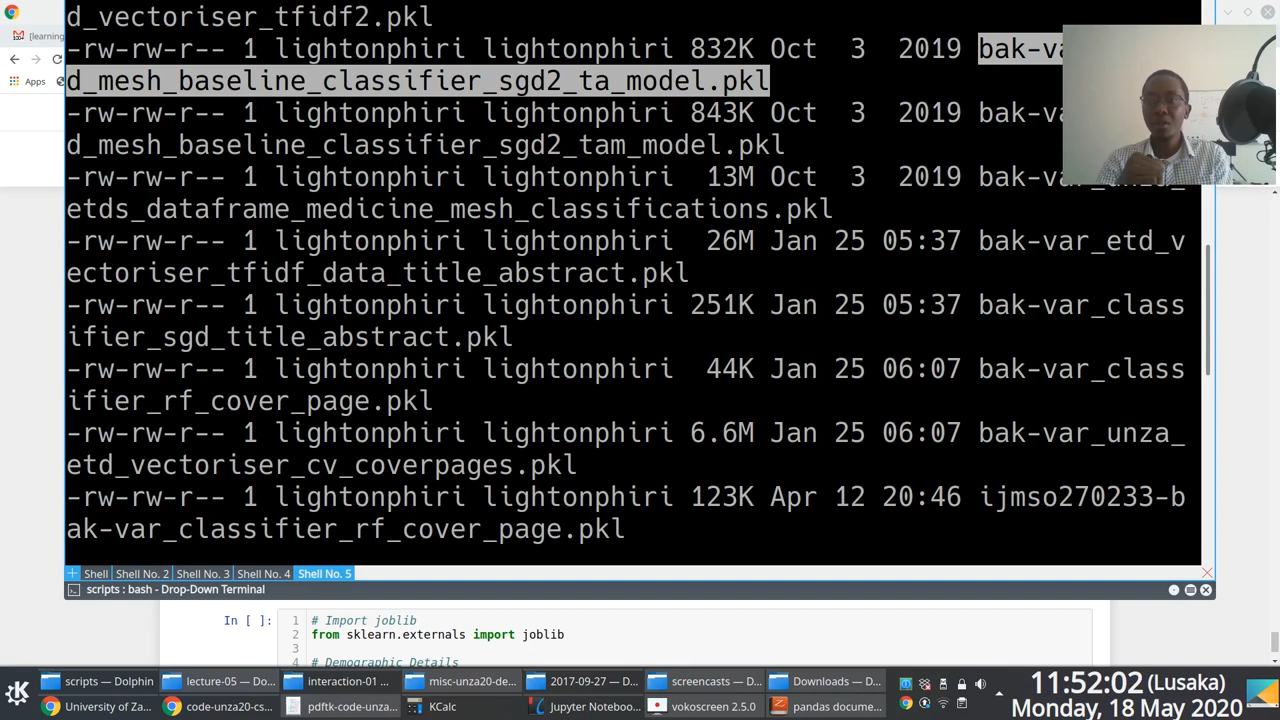 d_vectoriser_tfidf2.pkl
-rw-rw-r-- 1 lightonphiri lightonphiri 832K Oct  3  2019 bak-va
d_mesh_baseline_classifier_sgd2_ta_model.pkl
-rw-rw-r-- 1 lightonphiri lightonphiri 843K Oct  3  2019 bak-va
d_mesh_baseline_classifier_sgd2_tam_model.pkl
-rw-rw-r-- 1 lightonphiri lightonphiri  13M Oct  3  2019
etds_dataframe_medicine_mesh_classifications.pkl
-rw-rw-r-- 1 lightonphiri lightonphiri  26M Jan 25 05:37 bak-var_etd_v
ectoriser_tfidf_data_title_abstract.pkl
-rw-rw-r-- 1 lightonphiri lightonphiri 251K Jan 25 05:37 bak-var_class
ifier_sgd_title_abstract.pkl
-rw-rw-r-- 1 lightonphiri lightonphiri  44K Jan 25 06:07 bak-var_class
ifier_rf_cover_page.pkl
-rw-rw-r-- 1 lightonphiri lightonphiri 6.6M Jan 25 06:07 bak-var_unza_
etd_vectoriser_cv_coverpages.pkl
-rw-rw-r-- 1 lightonphiri lightonphiri 123K Apr 12 20:46 ijmso270233-b
ak-var_classifier_rf_cover_page.pkl
[learning
Apps
Shell Shell No. 2 Shell No. 3 Shell No. 4 Shell No. 5
scripts : bash - Drop-Down Terminal
In [ ]: 1 # Import joblib
2 from sklearn.externals import joblib
3
4 # Demographic Details
scripts — Dolphin lecture-05 — Do... interaction-01 ... misc-unza20-de... 2017-09-27 — D... screencasts — D... Downloads — D...
University of Za... code-unza20-cs... pdftk-code-unza... KCalc Jupyter Noteboo... vokoscreen 2.5.0 pandas docume...
11:52:02 (Lusaka)
Monday, 18 May 2020